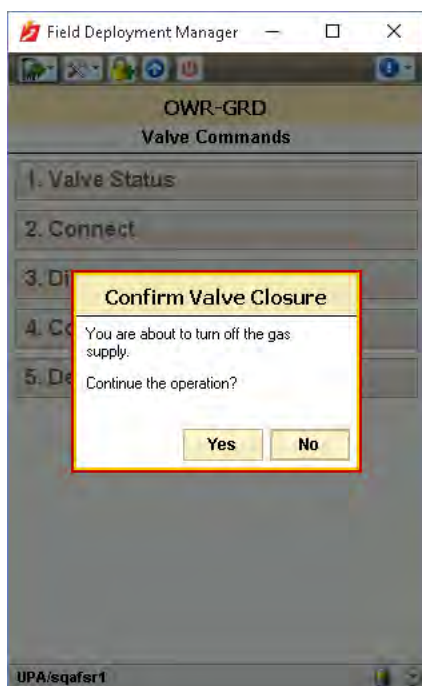 Field Deployment Manager
OWR-GRD
Valve Commands
1. Valve Status
2. Connect
3. Di
4. Co
5. De
Confirm Valve Closure
You are about to turn off the gas
supply.
Continue the operation?
Yes No
UPA/sqafsr1